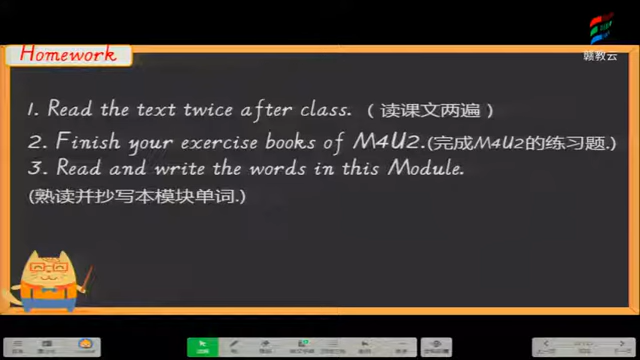 Homework
赣教云
1. Read the text twice after class. （读课文两遍）
2. Finish your exercise books of M4U2.(完成M4U2的练习题.)
3. Read and write the words in this Module.
(熟读并抄写本模块单词.)